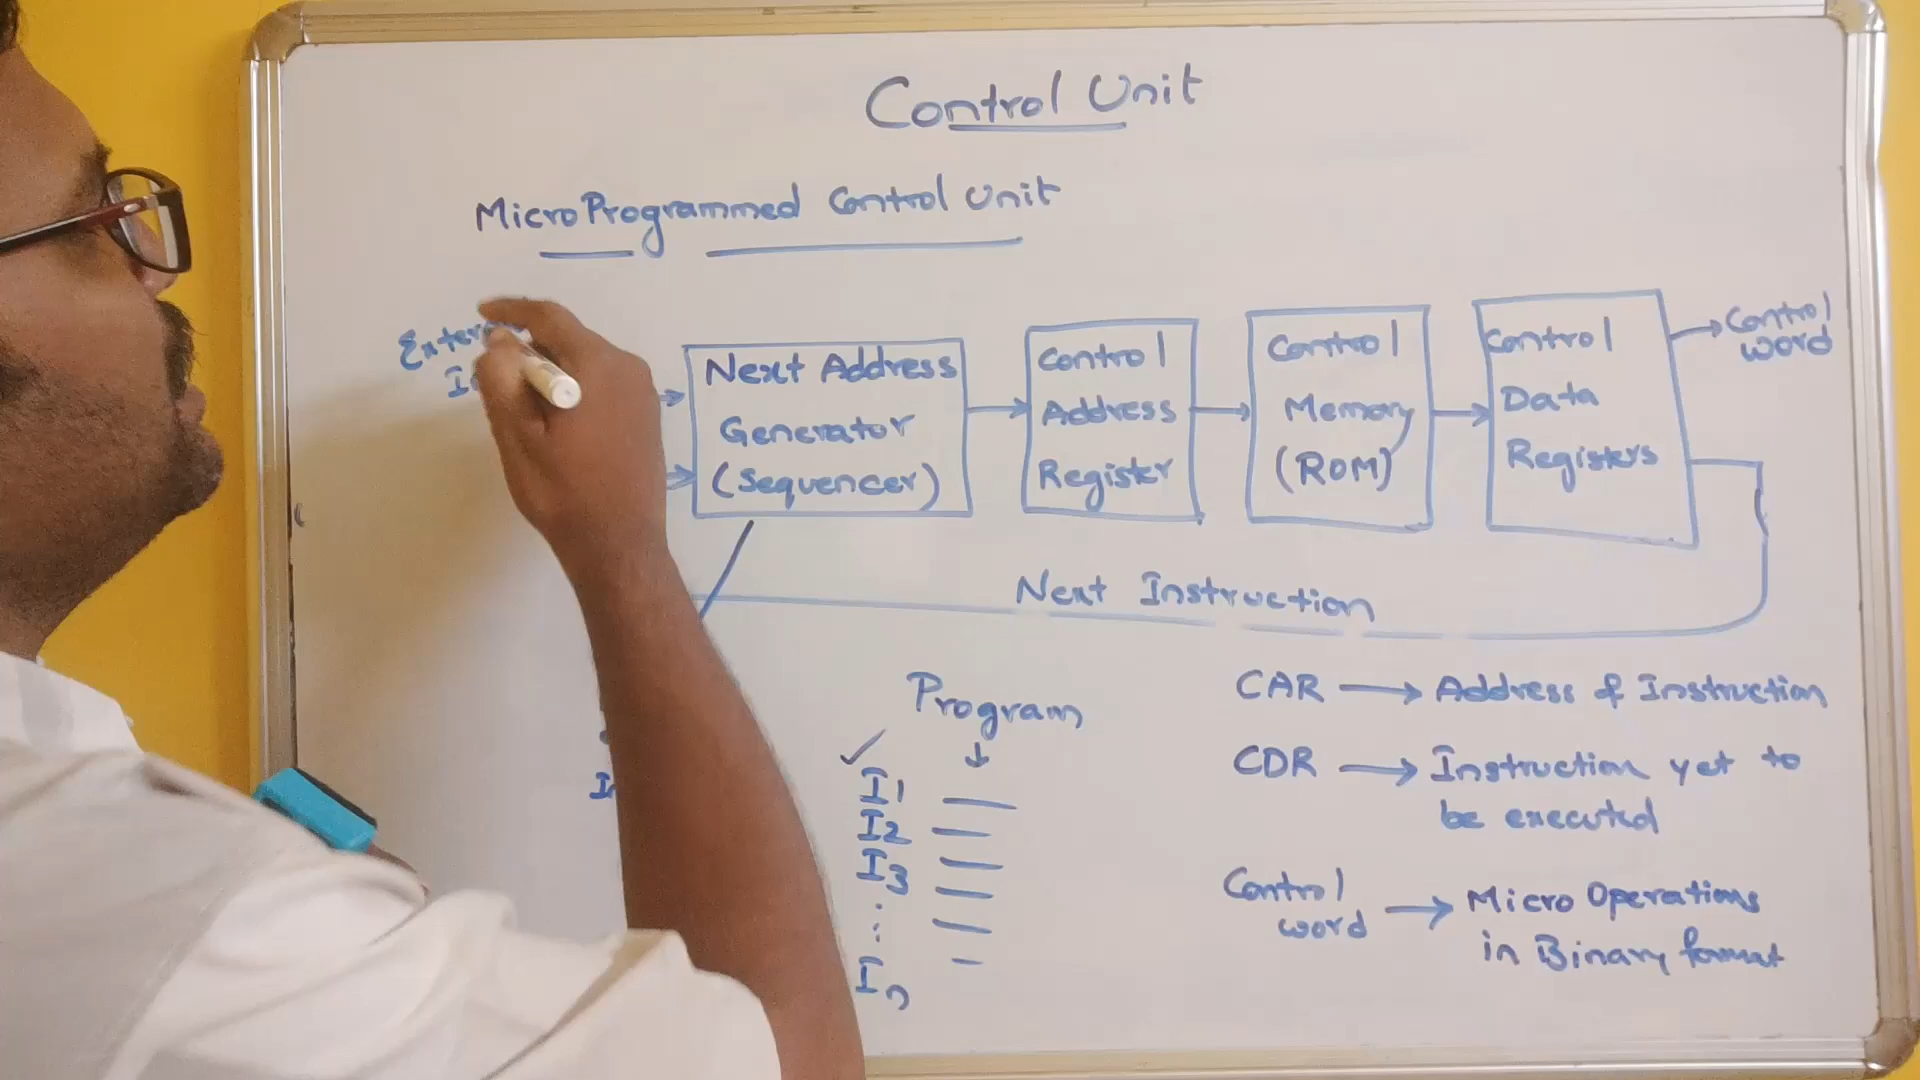 Control Unit
MicroProgrammed Control Unit
Next Address
Generator
(Sequencer)
Control
Address
Register
Control
Memory
(ROM)
Control
Data
Registers
Control
word
Next Instruction
Program
I1
I2
I3
In
CAR → Address of Instruction
CDR → Instruction yet to
be executed
Control
word → Micro Operations
in Binary format